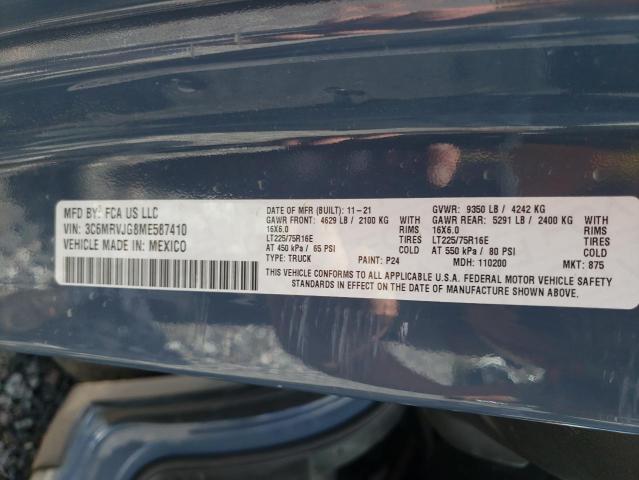 MFD BY: FCA US LLC
VIN: 3C6MRVJG8ME587410
VEHICLE MADE IN: MEXICO
DATE OF MFR (BUILT): 11-21
GAWR FRONT: 4629 LB / 2100 KG
16X6.0 RIMS
LT225/75R16E TIRES
AT 450 kPa / 65 PSI COLD
TYPE: TRUCK PAINT: P24
GVWR: 9350 LB / 4242 KG
GAWR REAR: 5291 LB / 2400 KG
16X6.0 RIMS
LT225/75R16E TIRES
AT 550 kPa / 80 PSI COLD
MDH: 110200 MKT: 875
THIS VEHICLE CONFORMS TO ALL APPLICABLE U.S.A. FEDERAL MOTOR VEHICLE SAFETY
STANDARDS IN EFFECT ON THE DATE OF MANUFACTURE SHOWN ABOVE.